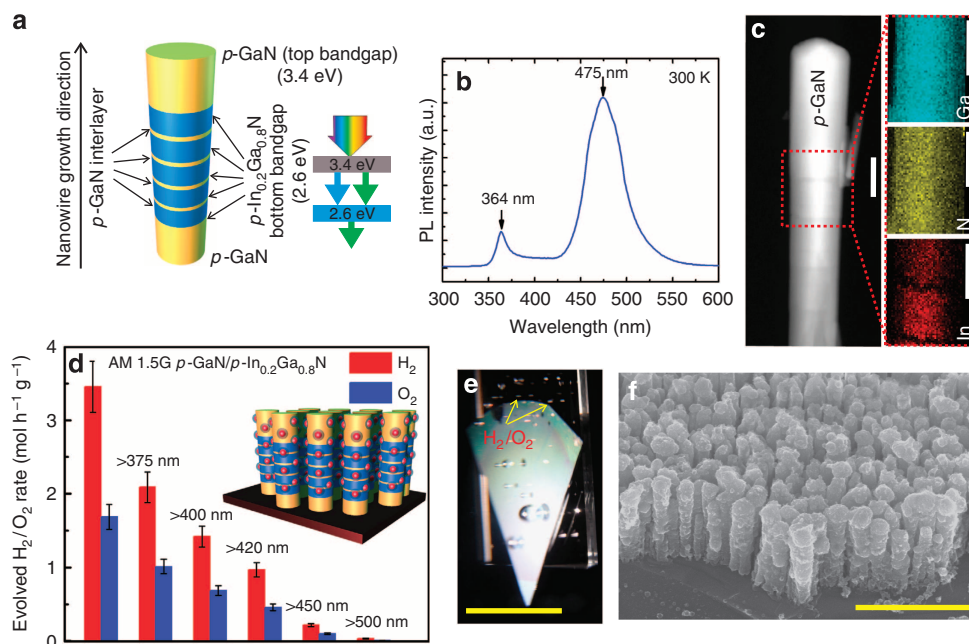 a
Nanowire growth direction
p-GaN interlayer
p-GaN (top bandgap)
(3.4 eV)
p-In0.2Ga0.8N
bottom bandgap
(2.6 eV)
3.4 eV
2.6 eV
p-GaN
b
475 nm
300 K
364 nm
PL intensity (a.u.)
300 350 400 450 500 550 600
Wavelength (nm)
c
p-GaN
Ga
N
In
d
AM 1.5G p-GaN/p-In0.2Ga0.8N
H2
O2
Evolved H2/O2 rate (mol h–1 g–1)
4
3
2
1
0
>375 nm
>400 nm
>420 nm
>450 nm
>500 nm
e
H2/O2
f